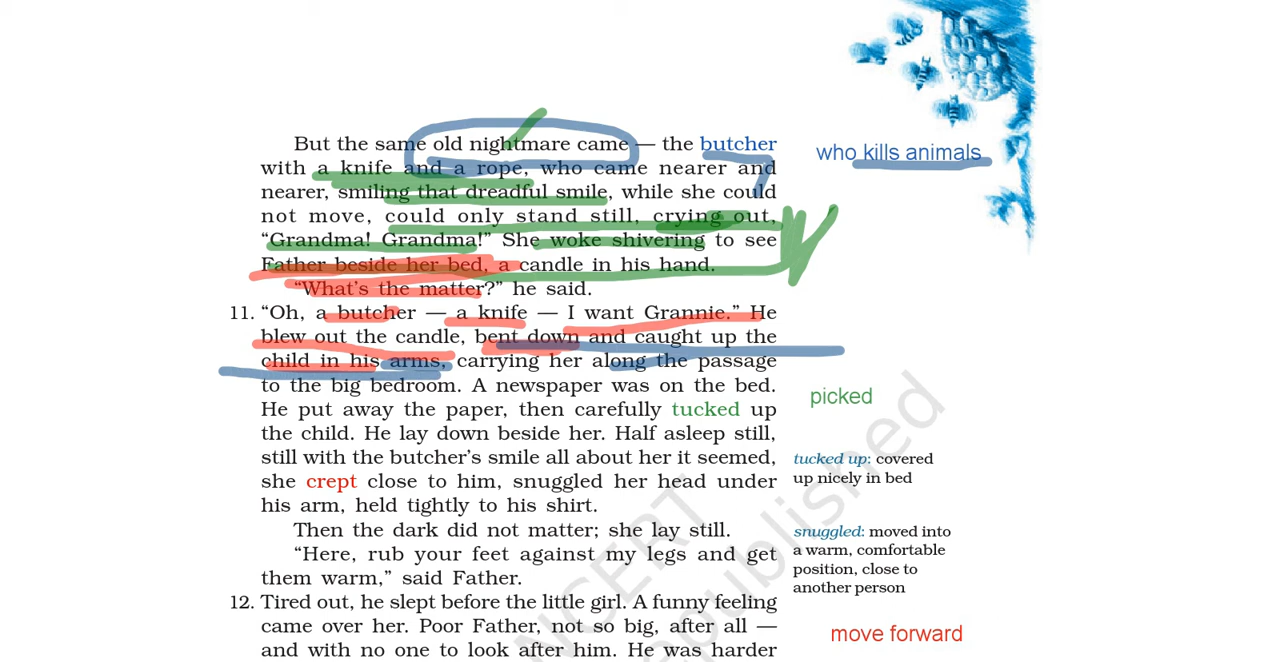 But the same old nightmare came — the butcher
with a knife and a rope, who came nearer and
nearer, smiling that dreadful smile, while she could
not move, could only stand still, crying out,
“Grandma! Grandma!” She woke shivering to see
Father beside her bed, a candle in his hand.
“What’s the matter?” he said.
11. “Oh, a butcher — a knife — I want Grannie.” He
blew out the candle, bent down and caught up the
child in his arms, carrying her along the passage
to the big bedroom. A newspaper was on the bed.
He put away the paper, then carefully tucked up
the child. He lay down beside her. Half asleep still,
still with the butcher’s smile all about her it seemed,
she crept close to him, snuggled her head under
his arm, held tightly to his shirt.
Then the dark did not matter; she lay still.
“Here, rub your feet against my legs and get
them warm,” said Father.
12. Tired out, he slept before the little girl. A funny feeling
came over her. Poor Father, not so big, after all —
and with no one to look after him. He was harder
who kills animals
picked
tucked up: covered
up nicely in bed
snuggled: moved into
a warm, comfortable
position, close to
another person
move forward
NCERT
republished